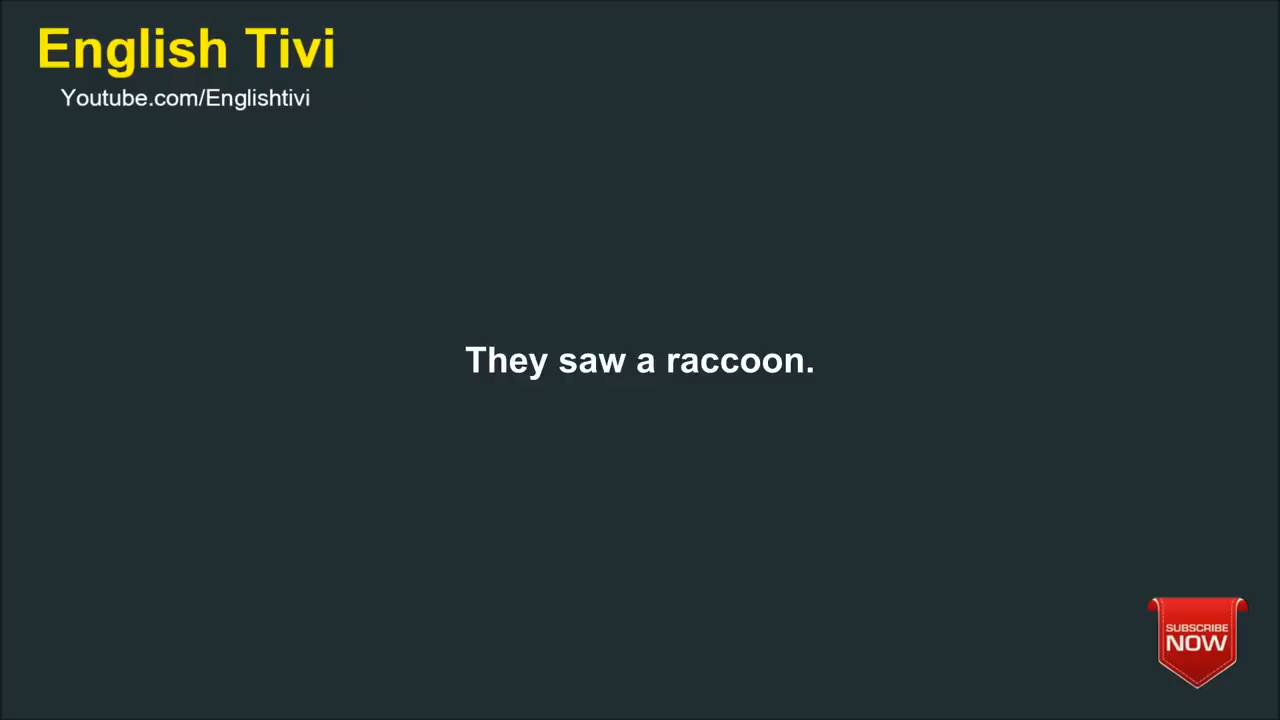 English Tivi
Youtube.com/Englishtivi
They saw a raccoon.
SUBSCRIBE
NOW